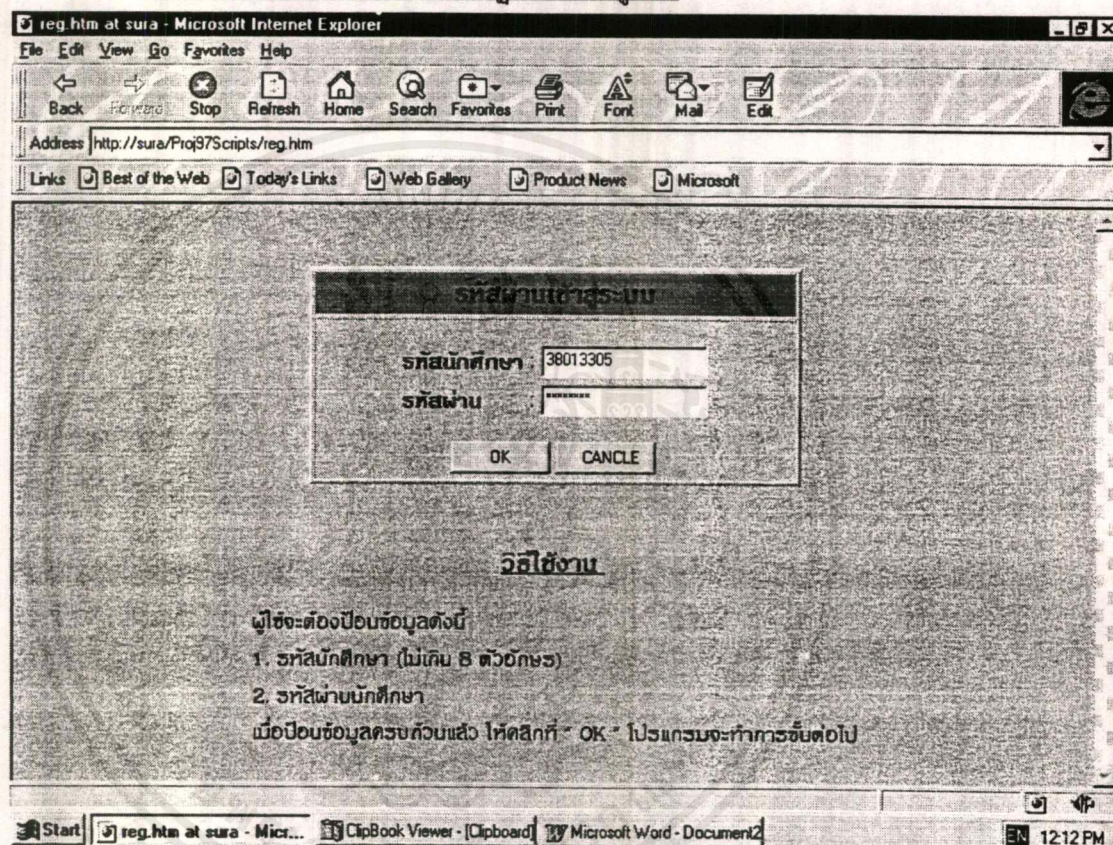 reg.htm at sura - Microsoft Internet Explorer
File Edit View Go Favorites Help
Back Forward Stop Refresh Home Search Favorites Print Font Mail Edit
Address http://sura/Proj97Scripts/reg.htm
Links Best of the Web Today's Links Web Gallery Product News Microsoft
รหัสผ่านเข้าสู่ระบบ
รหัสนักศึกษา : 38013305
รหัสผ่าน : ********
OK CANCLE
วิธีใช้งาน
ผู้ใช้จะต้องป้อนข้อมูลดังนี้
1. รหัสนักศึกษา (ไม่เกิน 8 ตัวอักษร)
2. รหัสผ่านนักศึกษา
เมื่อป้อนข้อมูลครบถ้วนแล้ว ให้คลิกที่ " OK " โปรแกรมจะทำการขั้นต่อไป
Start reg.htm at sura - Micr... ClipBook Viewer - [Clipboard] Microsoft Word - Document2 EN 12:12 PM